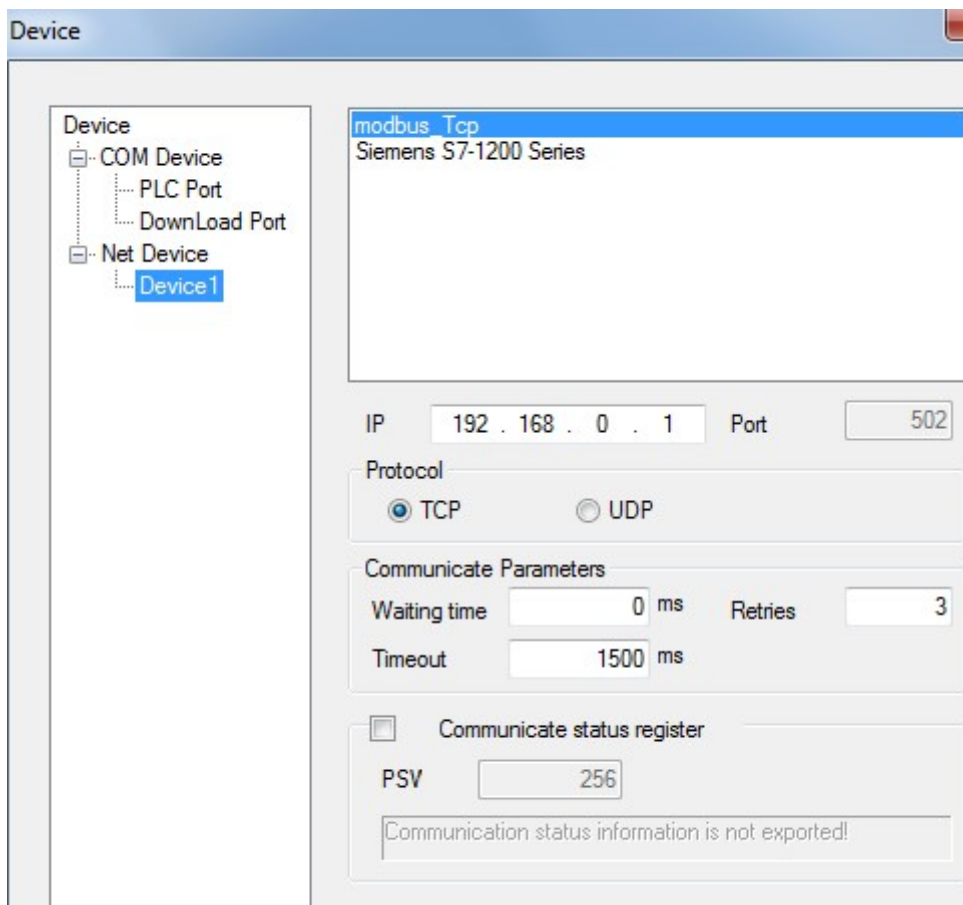 Device
Device
COM Device
PLC Port
DownLoad Port
Net Device
Device1
modbus_Tcp
Siemens S7-1200 Series
IP 192 . 168 . 0 . 1 Port 502
Protocol
TCP UDP
Communicate Parameters
Waiting time 0 ms Retries 3
Timeout 1500 ms
Communicate status register
PSV 256
Communication status information is not exported!